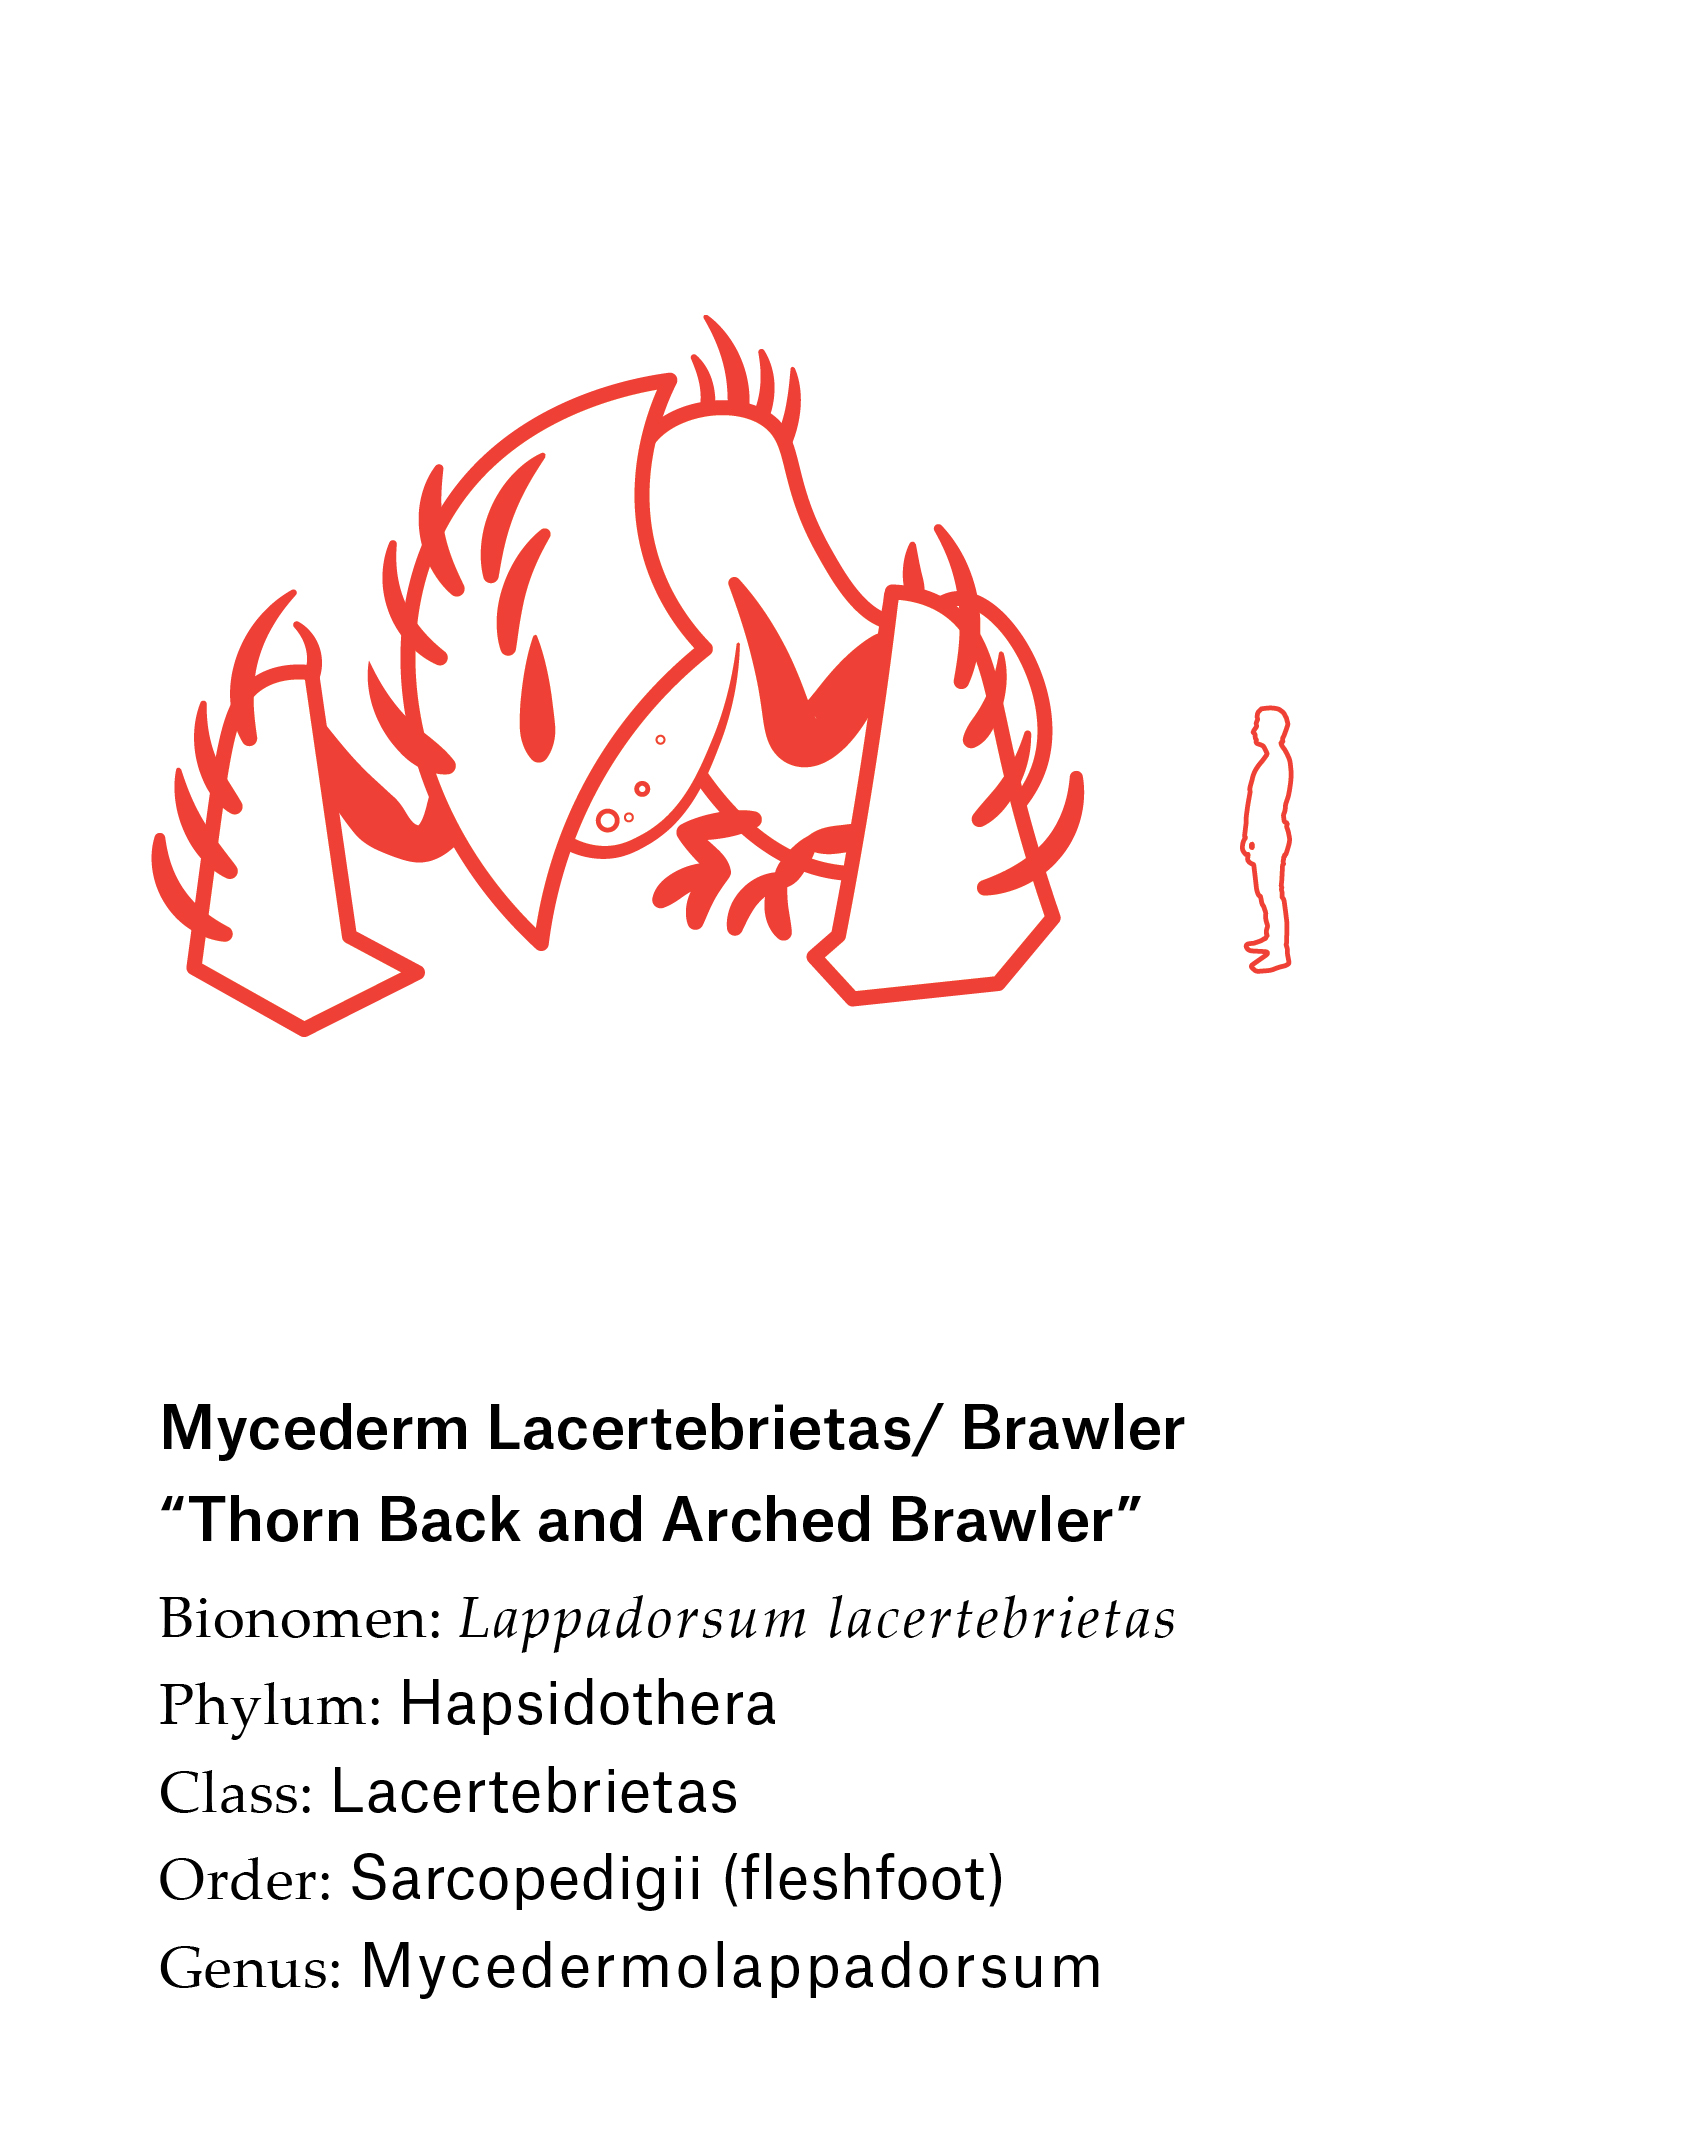 Mycederm Lacertebrietas/ Brawler
“Thorn Back and Arched Brawler”
Bionomen: Lappadorsum lacertebrietas
Phylum: Hapsidothera
Class: Lacertebrietas
Order: Sarcopedigii (fleshfoot)
Genus: Mycedermolappadorsum